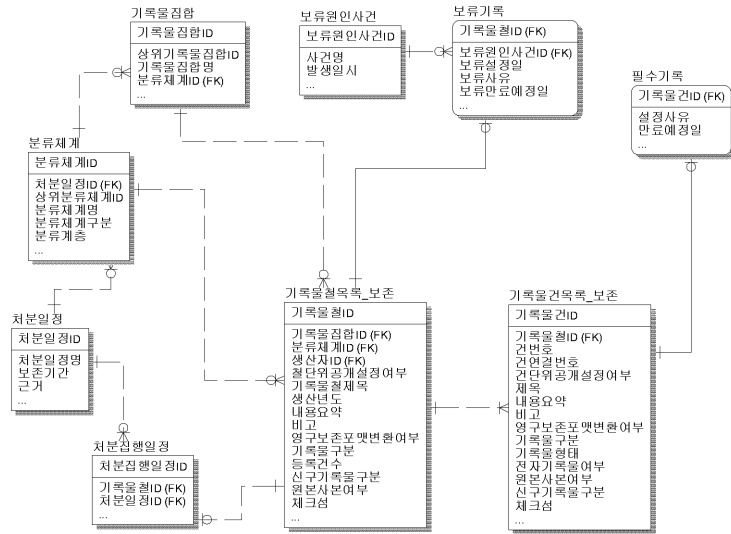 기록물집합
기록물집합ID
상위기록물집합ID
기록물집합명
분류체계ID (FK)
...
보류원인사건
보류원인사건ID
사건명
발생일시
...
보류기록
기록물철ID (FK)
보류원인사건ID (FK)
보류설정일
보류사유
보류만료예정일
...
필수기록
기록물건ID (FK)
설정사유
만료예정일
...
분류체계
분류체계ID
처분일정ID (FK)
상위분류체계ID
분류체계명
분류체계구분
분류계층
...
처분일정
처분일정ID
처분일정명
보존기간
근거
...
처분집행일정
처분집행일정ID
기록물철ID (FK)
처분일정ID (FK)
...
기록물철목록_보존
기록물철ID
기록물집합ID (FK)
분류체계ID (FK)
생산자ID (FK)
철단위공개설정여부
기록물철제목
생산년도
내용요약
비고
영구보존포맷변환여부
기록물구분
등록건수
신구기록물구분
원본사본여부
체크섬
...
기록물건목록_보존
기록물건ID
기록물철ID (FK)
건번호
건연결번호
건단위공개설정여부
제목
내용요약
비고
영구보존포맷변환여부
기록물구분
기록물형태
전자기록물여부
원본사본여부
신구기록물구분
체크섬
...